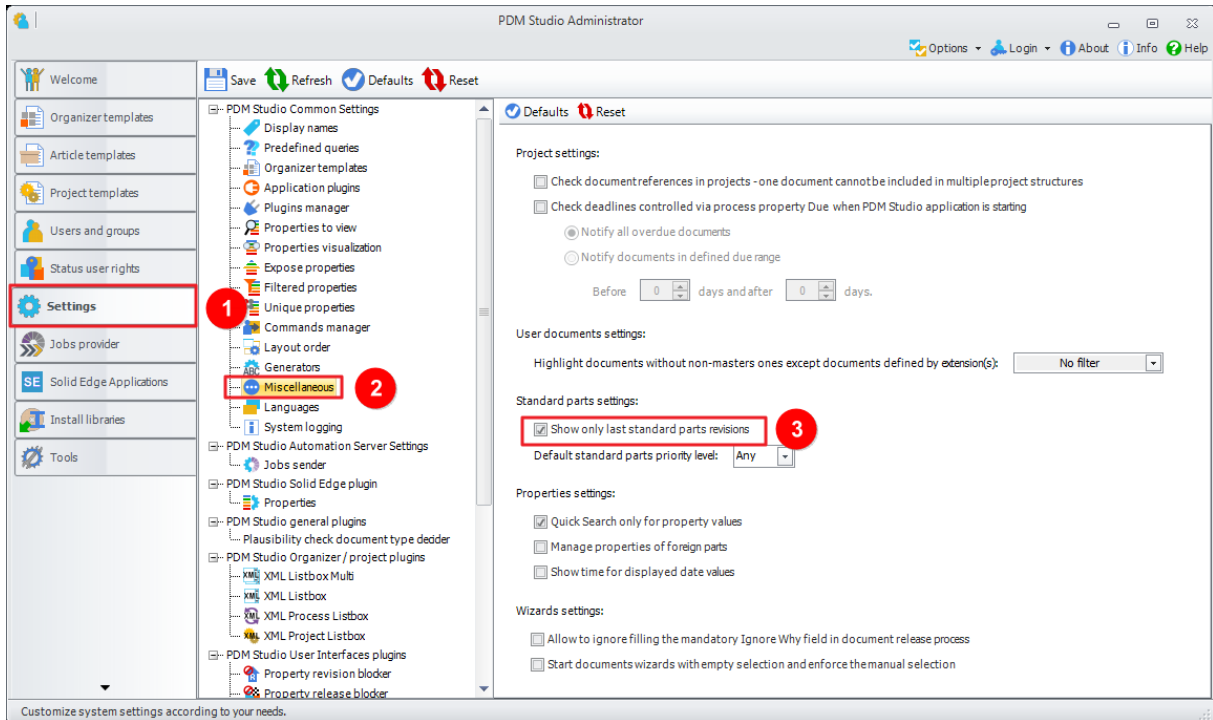 PDM Studio Administrator
Options Login About Info Help
Welcome
Organizer templates
Article templates
Project templates
Users and groups
Status user rights
Settings
Jobs provider
SE Solid Edge Applications
Install libraries
Tools
Save Refresh Defaults Reset
PDM Studio Common Settings
Display names
Predefined queries
Organizer templates
Application plugins
Plugins manager
Properties to view
Properties visualization
Expose properties
Filtered properties
1
Unique properties
Commands manager
Layout order
ABC Generators
Miscellaneous
2
Languages
System logging
PDM Studio Automation Server Settings
Jobs sender
PDM Studio Solid Edge plugin
Properties
PDM Studio general plugins
Plausibility check document type decider
PDM Studio Organizer / project plugins
XML XML Listbox Multi
XML XML Listbox
XML XML Process Listbox
XML XML Project Listbox
PDM Studio User Interfaces plugins
Property revision blocker
Property release blocker
Defaults Reset
Project settings:
Check document references in projects - one document cannot be included in multiple project structures
Check deadlines controlled via process property Due when PDM Studio application is starting
Notify all overdue documents
Notify documents in defined due range
Before 0 days and after 0 days.
User documents settings:
Highlight documents without non-masters ones except documents defined by extension(s): No filter
Standard parts settings:
Show only last standard parts revisions
3
Default standard parts priority level: Any
Properties settings:
Quick Search only for property values
Manage properties of foreign parts
Show time for displayed date values
Wizards settings:
Allow to ignore filling the mandatory Ignore Why field in document release process
Start documents wizards with empty selection and enforce the manual selection
Customize system settings according to your needs.